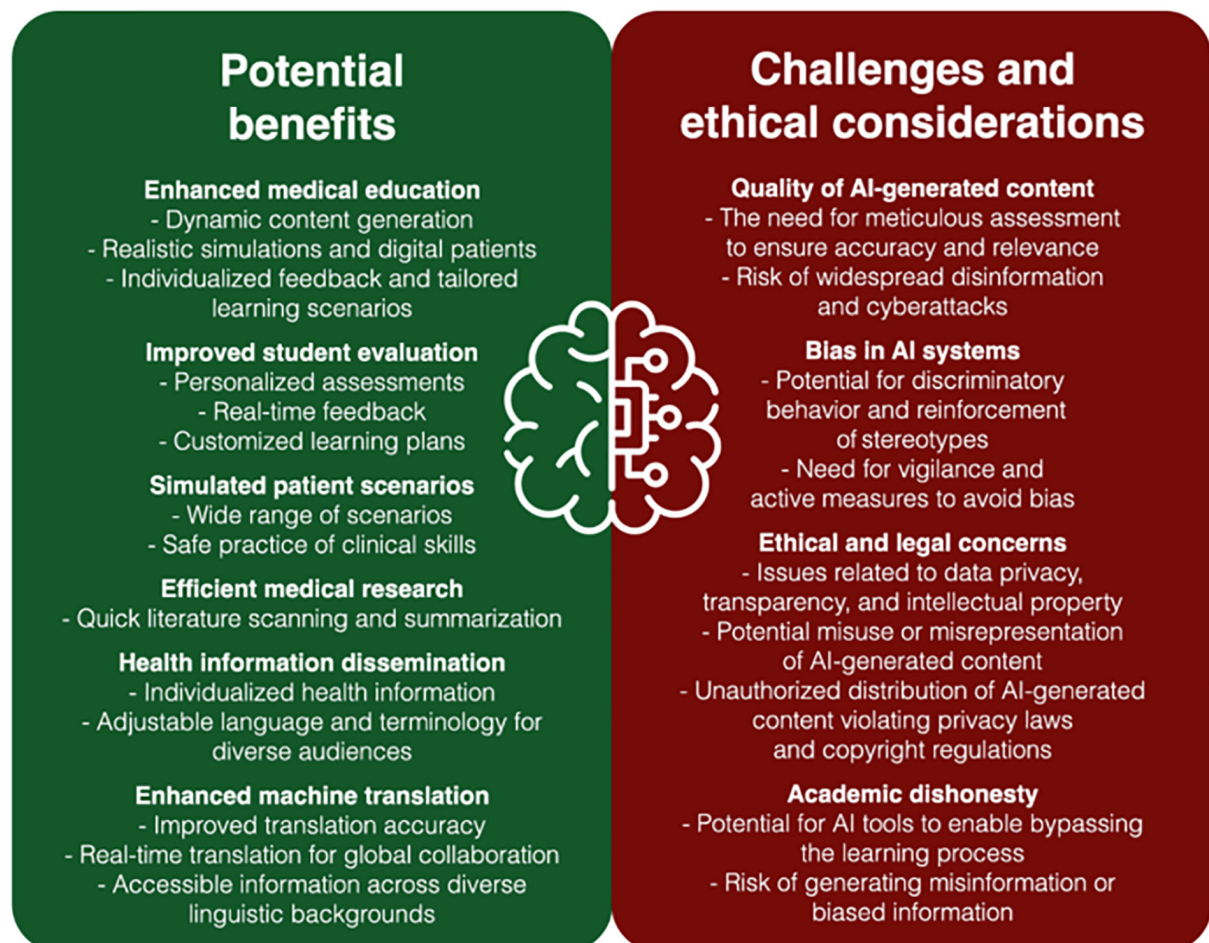 Potential
benefits
Enhanced medical education
- Dynamic content generation
- Realistic simulations and digital patients
- Individualized feedback and tailored
learning scenarios
Improved student evaluation
- Personalized assessments
- Real-time feedback
- Customized learning plans
Simulated patient scenarios
- Wide range of scenarios
- Safe practice of clinical skills
Efficient medical research
- Quick literature scanning and summarization
Health information dissemination
- Individualized health information
- Adjustable language and terminology for
diverse audiences
Enhanced machine translation
- Improved translation accuracy
- Real-time translation for global collaboration
- Accessible information across diverse
linguistic backgrounds
Challenges and
ethical considerations
Quality of AI-generated content
- The need for meticulous assessment
to ensure accuracy and relevance
- Risk of widespread disinformation
and cyberattacks
Bias in AI systems
- Potential for discriminatory
behavior and reinforcement
of stereotypes
- Need for vigilance and
active measures to avoid bias
Ethical and legal concerns
- Issues related to data privacy,
transparency, and intellectual property
- Potential misuse or misrepresentation
of AI-generated content
- Unauthorized distribution of AI-generated
content violating privacy laws
and copyright regulations
Academic dishonesty
- Potential for AI tools to enable bypassing
the learning process
- Risk of generating misinformation or
biased information